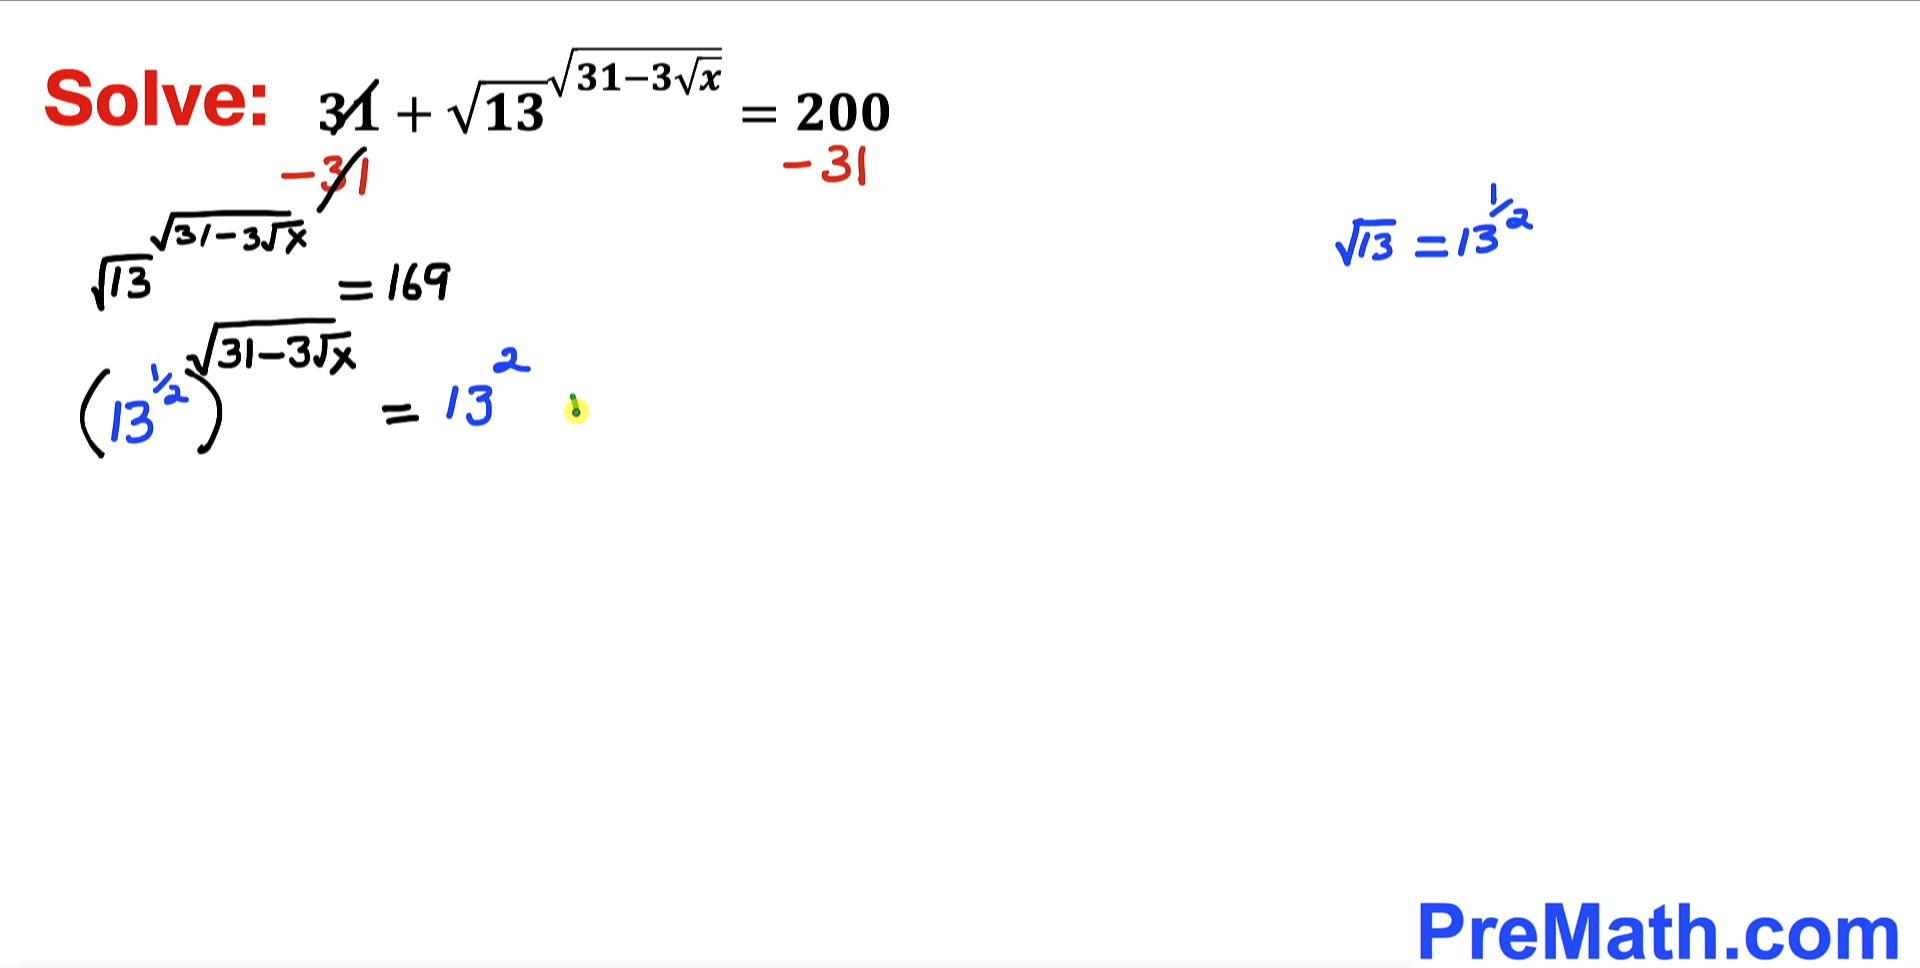 Solve: 31 + √13^√(31−3√x) = 200
−31 −31
√13^√(31−3√x) = 169
√13 = 13^1/2
(13^1/2)^√(31−3√x) = 13^2
PreMath.com